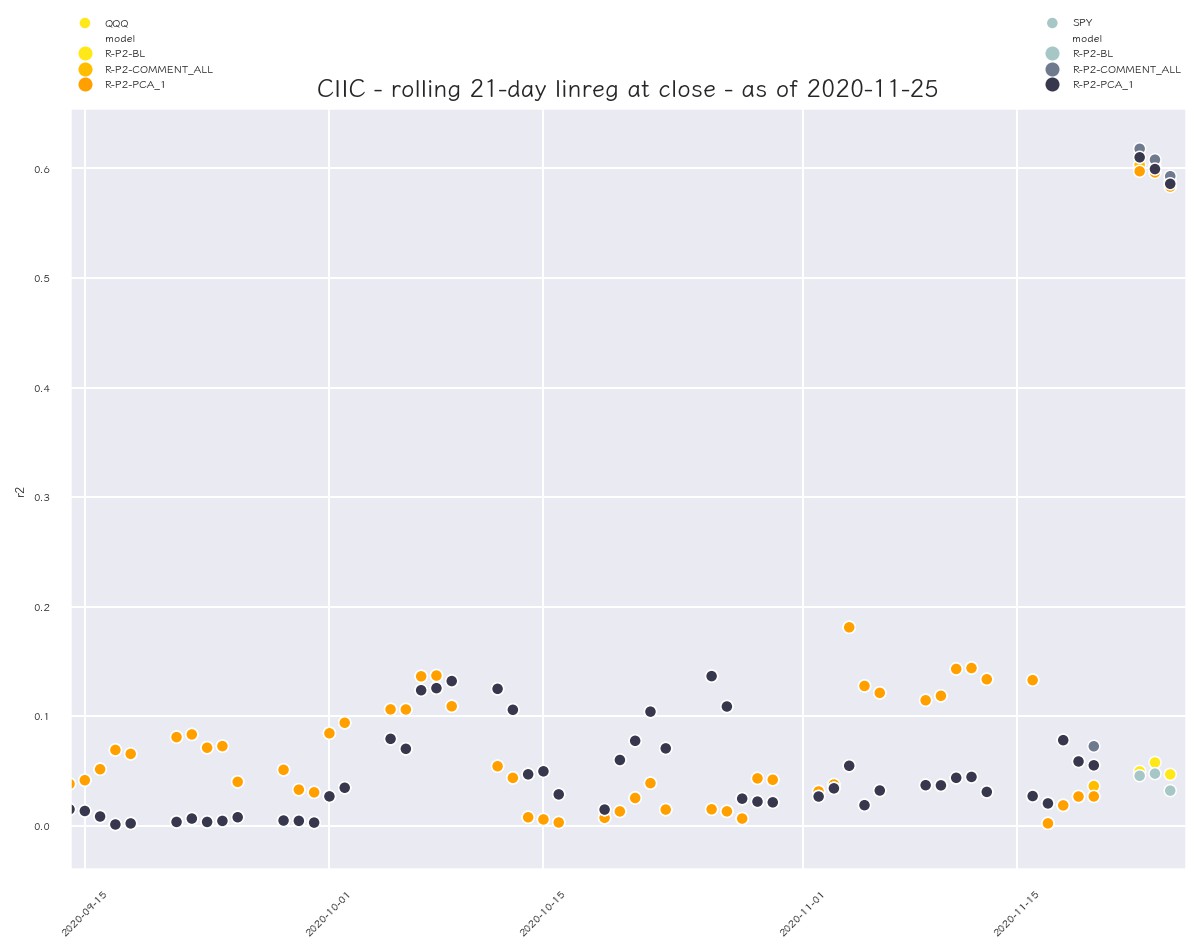 QQQ
model
R-P2-BL
R-P2-COMMENT_ALL
R-P2-PCA_1
SPY
model
R-P2-BL
R-P2-COMMENT_ALL
R-P2-PCA_1
CIIC - rolling 21-day linreg at close - as of 2020-11-25
r2
0.6
0.5
0.4
0.3
0.2
0.1
0.0
2020-09-15
2020-10-01
2020-10-15
2020-11-01
2020-11-15